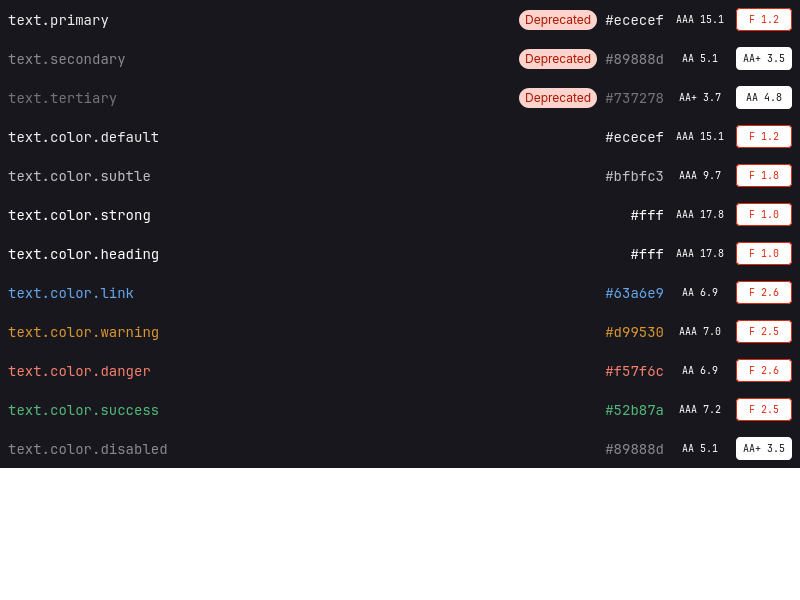 text.primary Deprecated #ececef AAA 15.1 F 1.2
text.secondary Deprecated #89888d AA 5.1 AA+ 3.5
text.tertiary Deprecated #737278 AA+ 3.7 AA 4.8
text.color.default #ececef AAA 15.1 F 1.2
text.color.subtle #bfbfc3 AAA 9.7 F 1.8
text.color.strong #fff AAA 17.8 F 1.0
text.color.heading #fff AAA 17.8 F 1.0
text.color.link #63a6e9 AA 6.9 F 2.6
text.color.warning #d99530 AAA 7.0 F 2.5
text.color.danger #f57f6c AA 6.9 F 2.6
text.color.success #52b87a AAA 7.2 F 2.5
text.color.disabled #89888d AA 5.1 AA+ 3.5